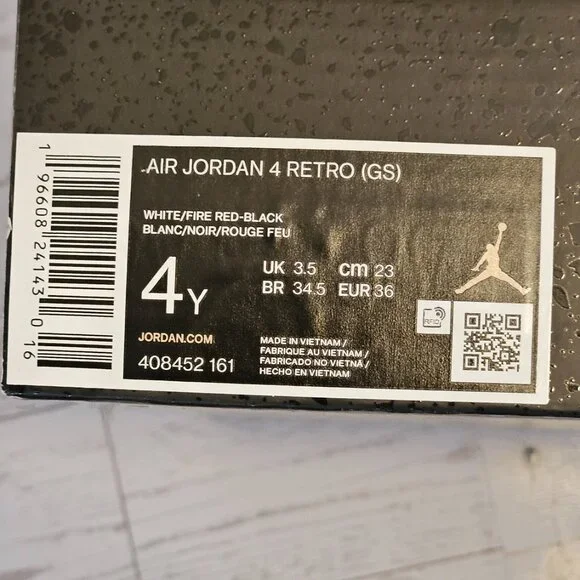 AIR JORDAN 4 RETRO (GS)
WHITE/FIRE RED-BLACK
BLANC/NOIR/ROUGE FEU
4Y
UK 3.5 cm 23
BR 34.5 EUR 36
RFID
JORDAN.COM
408452 161
MADE IN VIETNAM /
FABRIQUE AU VIETNAM /
FABRICADO NO VIETNÃ /
HECHO EN VIETNAM
1 96608 24143 0 16